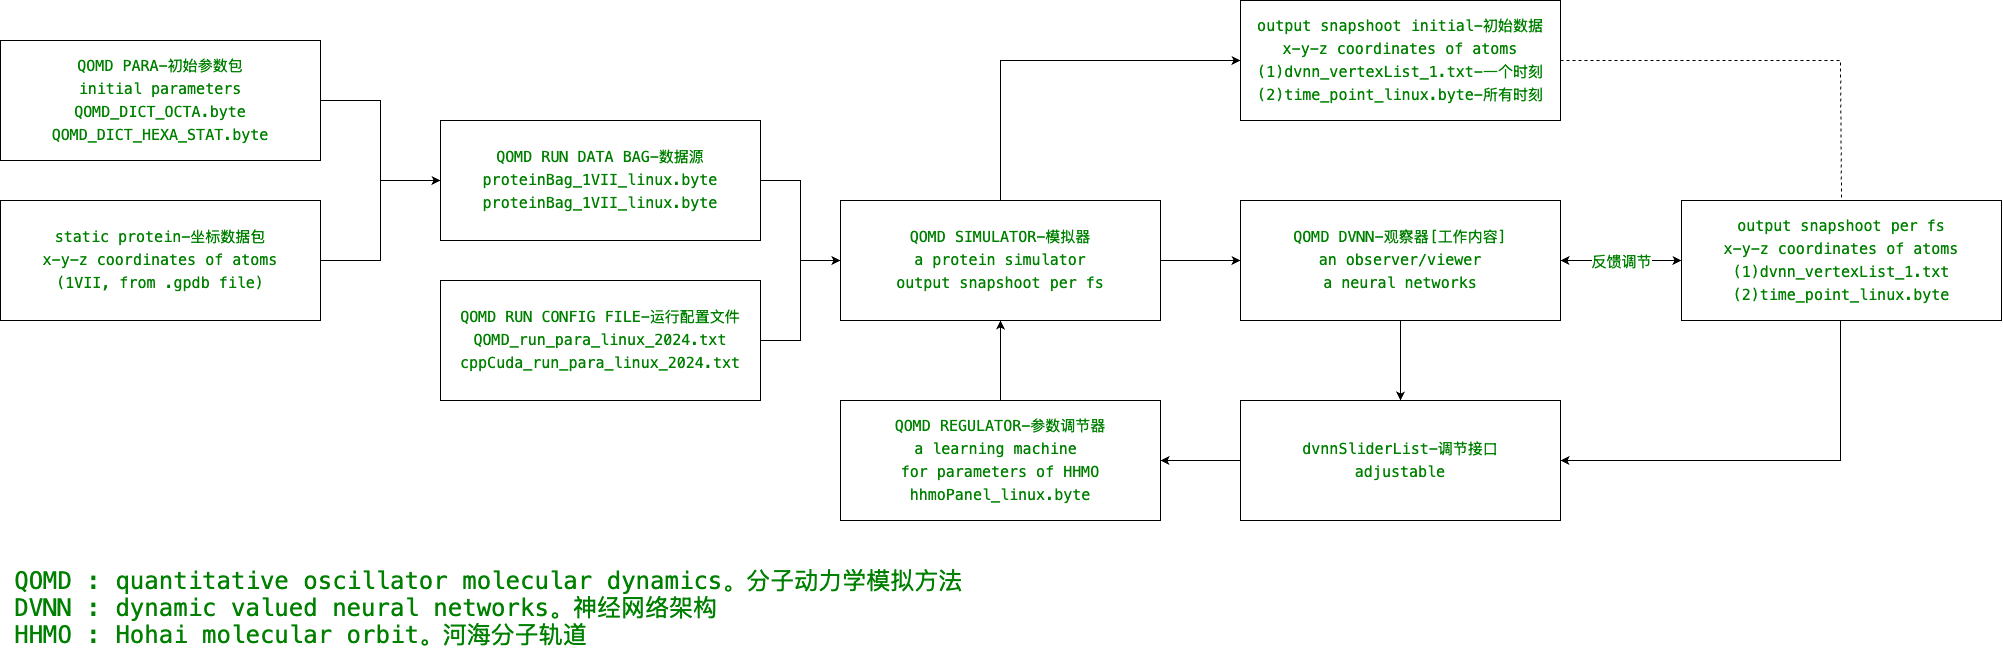 QOMD PARA-初始参数包
initial parameters
QOMD_DICT_OCTA.byte
QOMD_DICT_HEXA_STAT.byte
static protein-坐标数据包
x-y-z coordinates of atoms
(1VII, from .gpdb file)
QOMD RUN DATA BAG-数据源
proteinBag_1VII_linux.byte
proteinBag_1VII_linux.byte
QOMD RUN CONFIG FILE-运行配置文件
QOMD_run_para_linux_2024.txt
cppCuda_run_para_linux_2024.txt
output snapshoot initial-初始数据
x-y-z coordinates of atoms
(1)dvnn_vertexList_1.txt-一个时刻
(2)time_point_linux.byte-所有时刻
QOMD SIMULATOR-模拟器
a protein simulator
output snapshoot per fs
QOMD DVNN-观察器[工作内容]
an observer/viewer
a neural networks
反馈调节
output snapshoot per fs
x-y-z coordinates of atoms
(1)dvnn_vertexList_1.txt
(2)time_point_linux.byte
QOMD REGULATOR-参数调节器
a learning machine
for parameters of HHMO
hhmoPanel_linux.byte
dvnnSliderList-调节接口
adjustable
QOMD : quantitative oscillator molecular dynamics。分子动力学模拟方法
DVNN : dynamic valued neural networks。神经网络架构
HHMO : Hohai molecular orbit。河海分子轨道